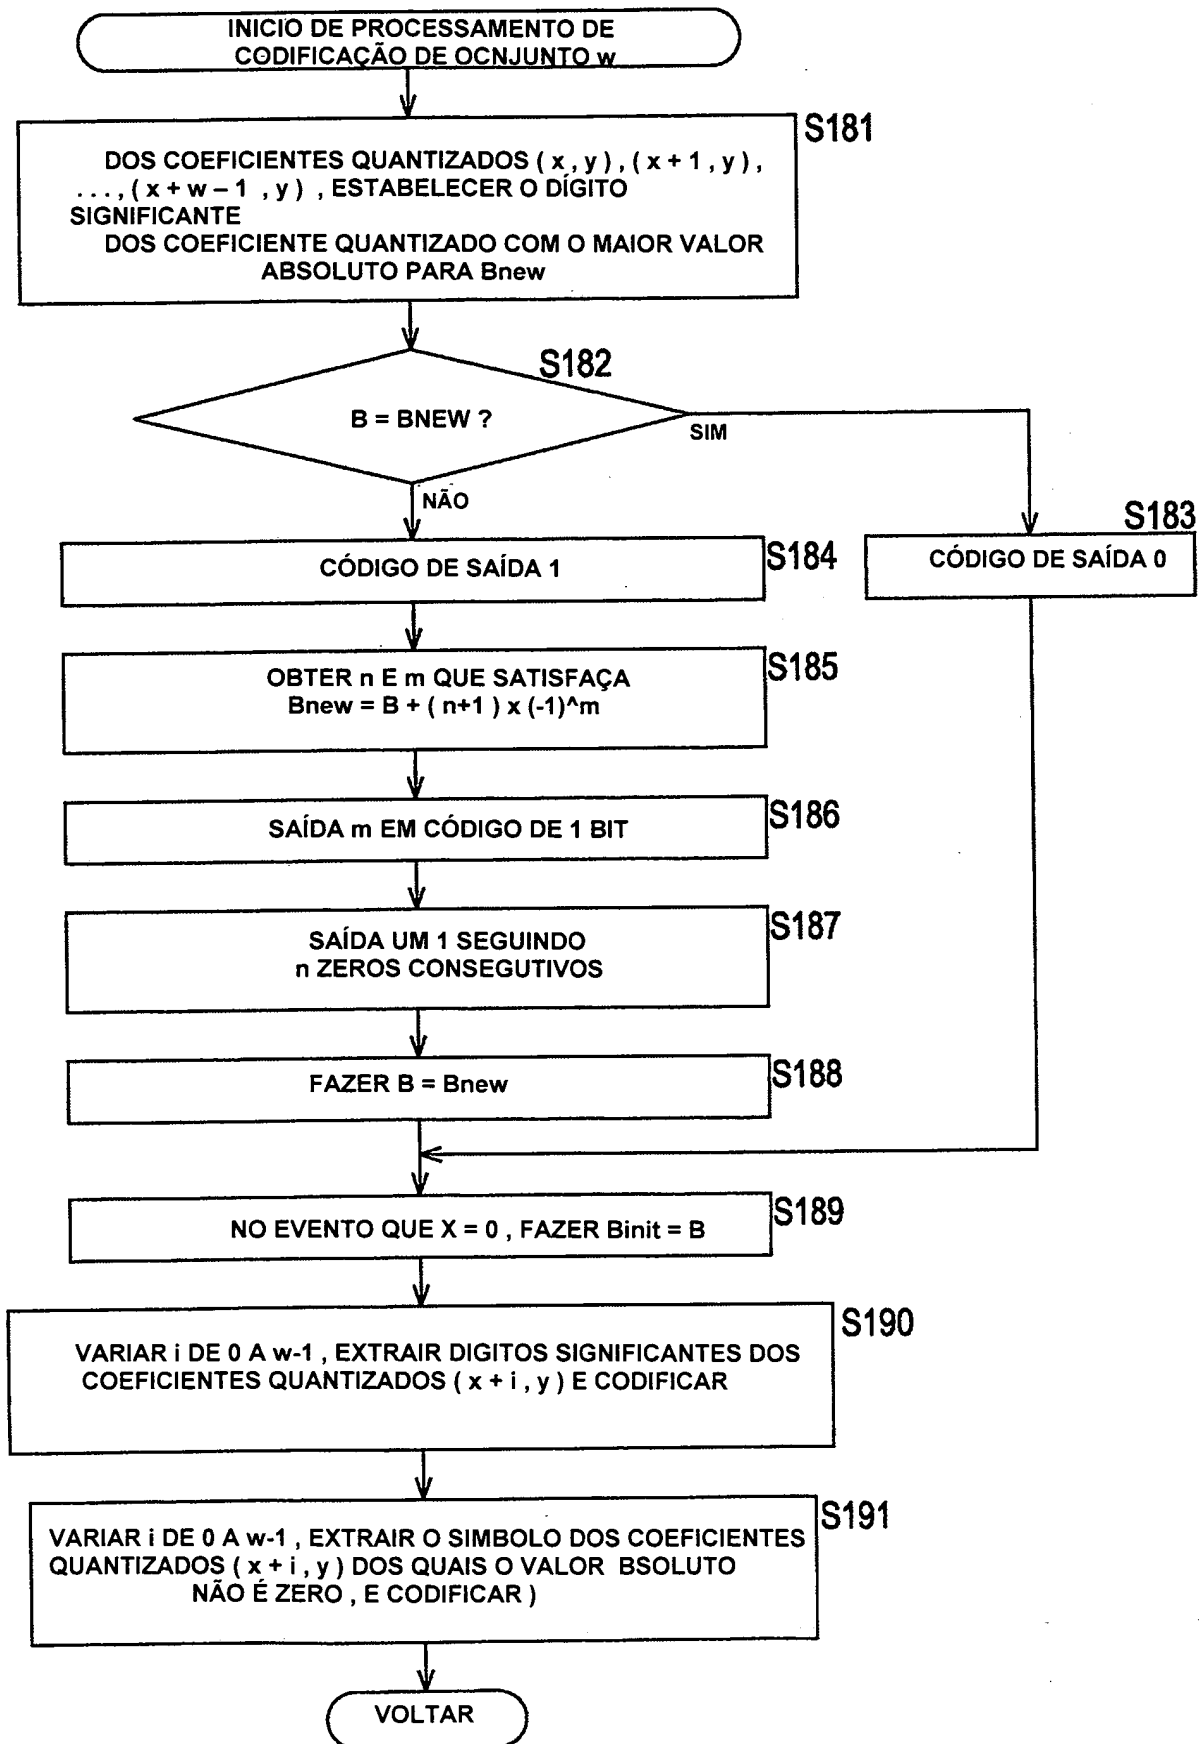 INICIO DE PROCESSAMENTO DE
CODIFICAÇÃO DE OCNJUNTO w
S181
DOS COEFICIENTES QUANTIZADOS ( x , y ) , ( x + 1 , y ) ,
. . . , ( x + w – 1 , y ) , ESTABELECER O DÍGITO
SIGNIFICANTE
DOS COEFICIENTE QUANTIZADO COM O MAIOR VALOR
ABSOLUTO PARA Bnew
S182
B = BNEW ?
SIM
NÃO
S183
CÓDIGO DE SAÍDA 0
S184
CÓDIGO DE SAÍDA 1
S185
OBTER n E m QUE SATISFAÇA
Bnew = B + ( n+1 ) x (-1)^m
S186
SAÍDA m EM CÓDIGO DE 1 BIT
S187
SAÍDA UM 1 SEGUINDO
n ZEROS CONSEGUTIVOS
S188
FAZER B = Bnew
S189
NO EVENTO QUE X = 0 , FAZER Binit = B
S190
VARIAR i DE 0 A w-1 , EXTRAIR DIGITOS SIGNIFICANTES DOS
COEFICIENTES QUANTIZADOS ( x + i , y ) E CODIFICAR
S191
VARIAR i DE 0 A w-1 , EXTRAIR O SIMBOLO DOS COEFICIENTES
QUANTIZADOS ( x + i , y ) DOS QUAIS O VALOR BSOLUTO
NÃO É ZERO , E CODIFICAR )
VOLTAR